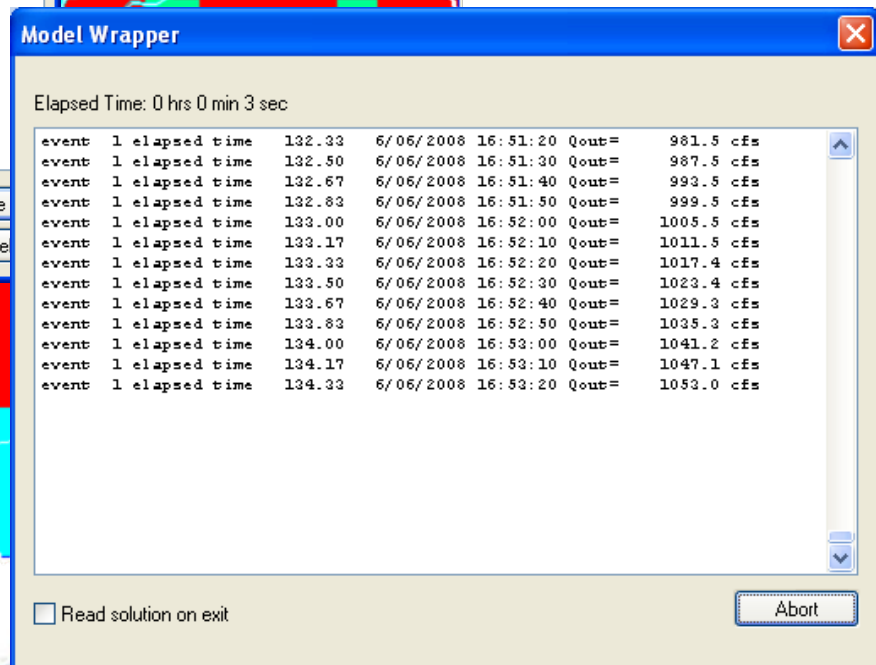 Model Wrapper
Elapsed Time: 0 hrs 0 min 3 sec
event 1 elapsed time 132.33 6/06/2008 16:51:20 Qout= 981.5 cfs
event 1 elapsed time 132.50 6/06/2008 16:51:30 Qout= 987.5 cfs
event 1 elapsed time 132.67 6/06/2008 16:51:40 Qout= 993.5 cfs
event 1 elapsed time 132.83 6/06/2008 16:51:50 Qout= 999.5 cfs
event 1 elapsed time 133.00 6/06/2008 16:52:00 Qout= 1005.5 cfs
event 1 elapsed time 133.17 6/06/2008 16:52:10 Qout= 1011.5 cfs
event 1 elapsed time 133.33 6/06/2008 16:52:20 Qout= 1017.4 cfs
event 1 elapsed time 133.50 6/06/2008 16:52:30 Qout= 1023.4 cfs
event 1 elapsed time 133.67 6/06/2008 16:52:40 Qout= 1029.3 cfs
event 1 elapsed time 133.83 6/06/2008 16:52:50 Qout= 1035.3 cfs
event 1 elapsed time 134.00 6/06/2008 16:53:00 Qout= 1041.2 cfs
event 1 elapsed time 134.17 6/06/2008 16:53:10 Qout= 1047.1 cfs
event 1 elapsed time 134.33 6/06/2008 16:53:20 Qout= 1053.0 cfs
Read solution on exit
Abort